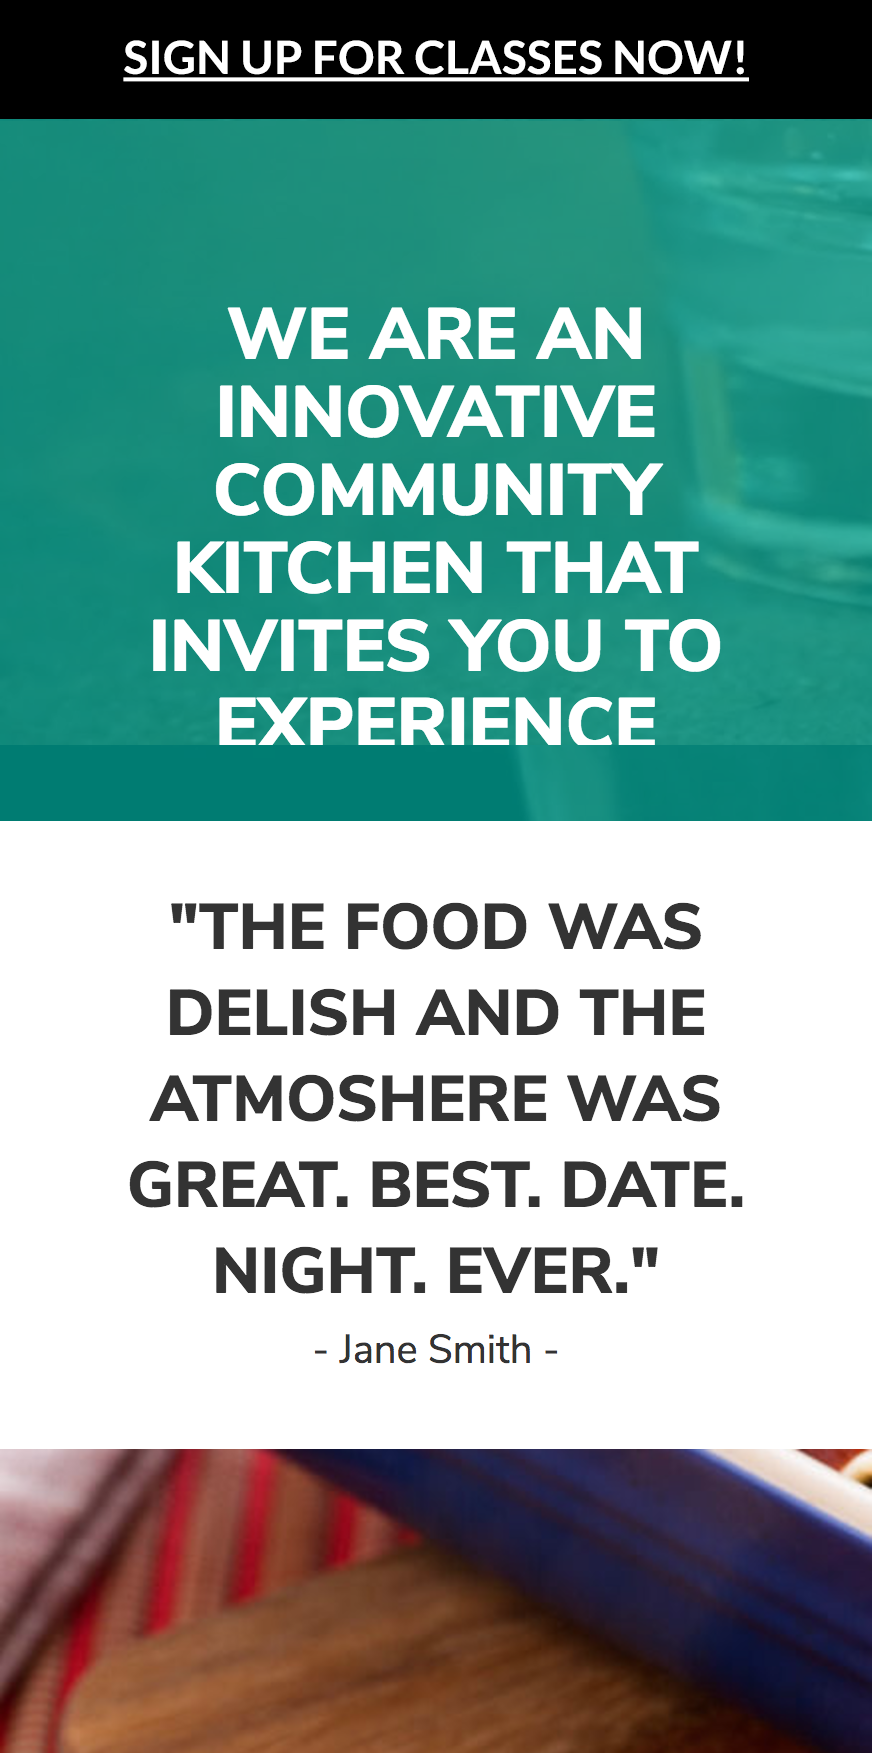 SIGN UP FOR CLASSES NOW!
WE ARE AN
INNOVATIVE
COMMUNITY
KITCHEN THAT
INVITES YOU TO
EXPERIENCE
"THE FOOD WAS
DELISH AND THE
ATMOSHERE WAS
GREAT. BEST. DATE.
NIGHT. EVER."
- Jane Smith -